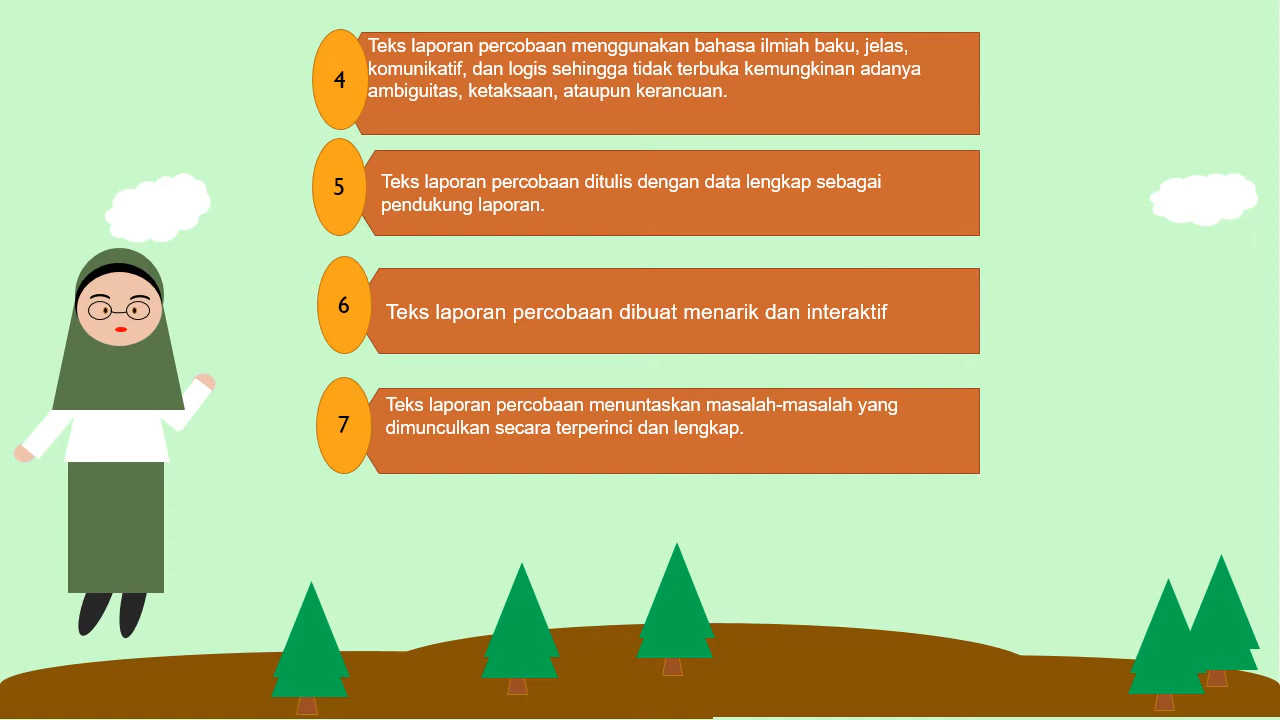 4
Teks laporan percobaan menggunakan bahasa ilmiah baku, jelas,
komunikatif, dan logis sehingga tidak terbuka kemungkinan adanya
ambiguitas, ketaksaan, ataupun kerancuan.
5
Teks laporan percobaan ditulis dengan data lengkap sebagai
pendukung laporan.
6
Teks laporan percobaan dibuat menarik dan interaktif
7
Teks laporan percobaan menuntaskan masalah-masalah yang
dimunculkan secara terperinci dan lengkap.